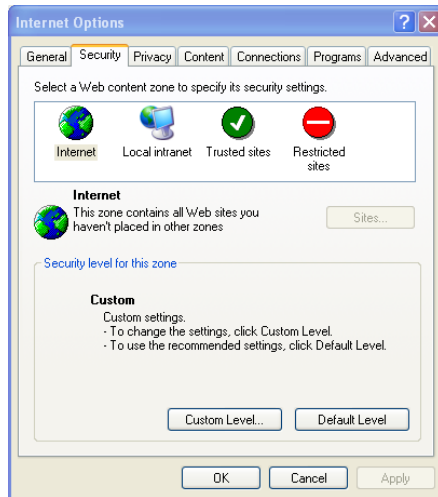 Internet Options
General Security Privacy Content Connections Programs Advanced
Select a Web content zone to specify its security settings.
Internet Local intranet Trusted sites Restricted
sites
Internet
This zone contains all Web sites you
haven't placed in other zones
Sites...
Security level for this zone
Custom
Custom settings.
- To change the settings, click Custom Level.
- To use the recommended settings, click Default Level.
Custom Level... Default Level
OK Cancel Apply